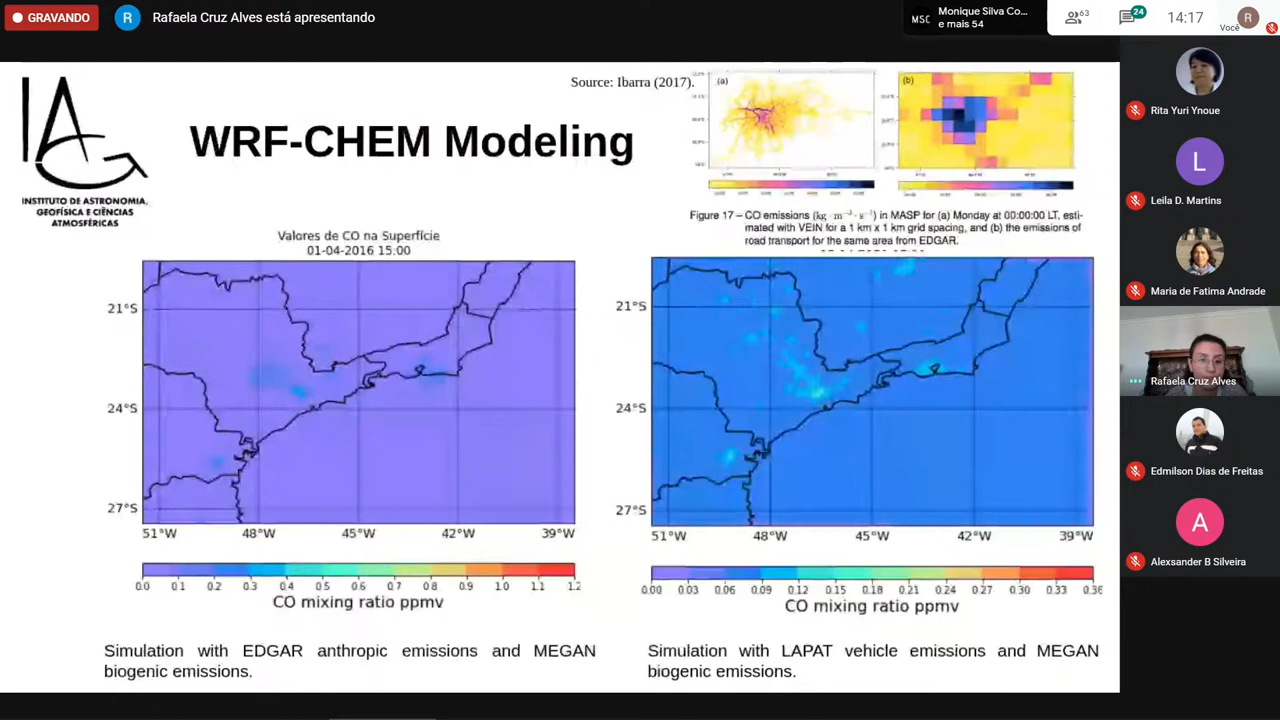 GRAVANDO
R
Rafaela Cruz Alves está apresentando
MSC
Monique Silva Co...
e mais 54
63
24
14:17
Você
R
Source: Ibarra (2017).
(a)
(b)
IAG
INSTITUTO DE ASTRONOMIA,
GEOFÍSICA E CIÊNCIAS
ATMOSFÉRICAS
WRF-CHEM Modeling
Figure 17 – CO emissions (kg · m⁻² · s⁻¹) in MASP for (a) Monday at 00:00:00 LT, esti-
mated with VEIN for a 1 km x 1 km grid spacing, and (b) the emissions of
road transport for the same area from EDGAR.
Valores de CO na Superfície
01-04-2016 15:00
21°S
24°S
27°S
51°W 48°W 45°W 42°W 39°W
0.0 0.1 0.2 0.3 0.4 0.5 0.6 0.7 0.8 0.9 1.0 1.1 1.2
CO mixing ratio ppmv
Simulation with EDGAR anthropic emissions and MEGAN
biogenic emissions.
21°S
24°S
27°S
51°W 48°W 45°W 42°W 39°W
0.00 0.03 0.06 0.09 0.12 0.15 0.18 0.21 0.24 0.27 0.30 0.33 0.36
CO mixing ratio ppmv
Simulation with LAPAT vehicle emissions and MEGAN
biogenic emissions.
Rita Yuri Ynoue
L
Leila D. Martins
Maria de Fatima Andrade
Rafaela Cruz Alves
Edmilson Dias de Freitas
A
Alexsander B Silveira